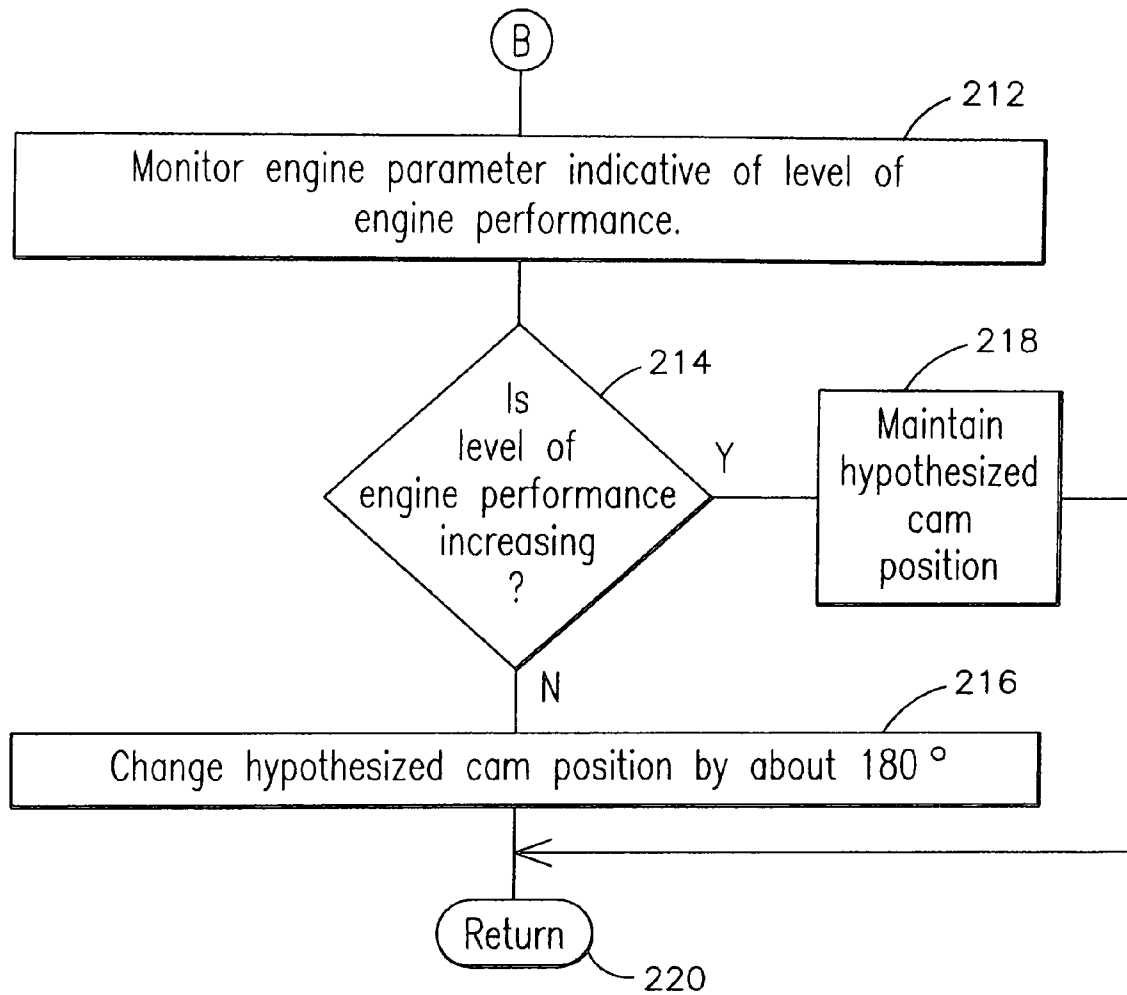 B
212
Monitor engine parameter indicative of level of
engine performance.
214
Is
level of
engine performance
increasing
?
Y
218
Maintain
hypothesized
cam
position
N
216
Change hypothesized cam position by about 180°
Return
220